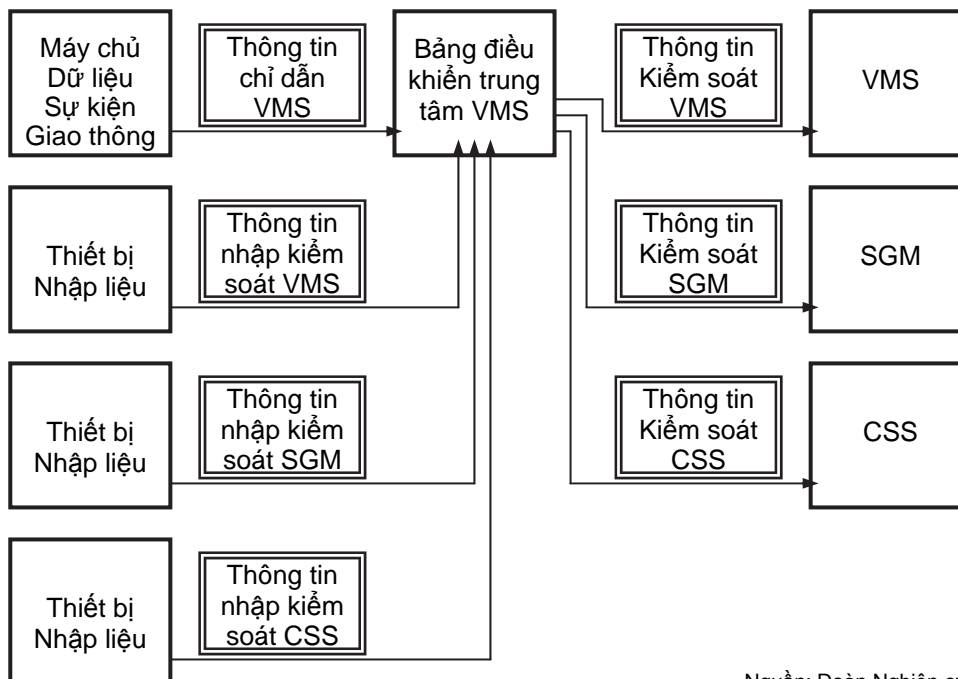 Máy chủ
Dữ liệu
Sự kiện
Giao thông
Thông tin
chỉ dẫn
VMS
Bảng điều
khiển trung
tâm VMS
Thông tin
Kiểm soát
VMS
VMS
Thiết bị
Nhập liệu
Thông tin
nhập kiểm
soát VMS
Thông tin
Kiểm soát
SGM
SGM
Thiết bị
Nhập liệu
Thông tin
nhập kiểm
soát SGM
Thông tin
Kiểm soát
CSS
CSS
Thiết bị
Nhập liệu
Thông tin
nhập kiểm
soát CSS